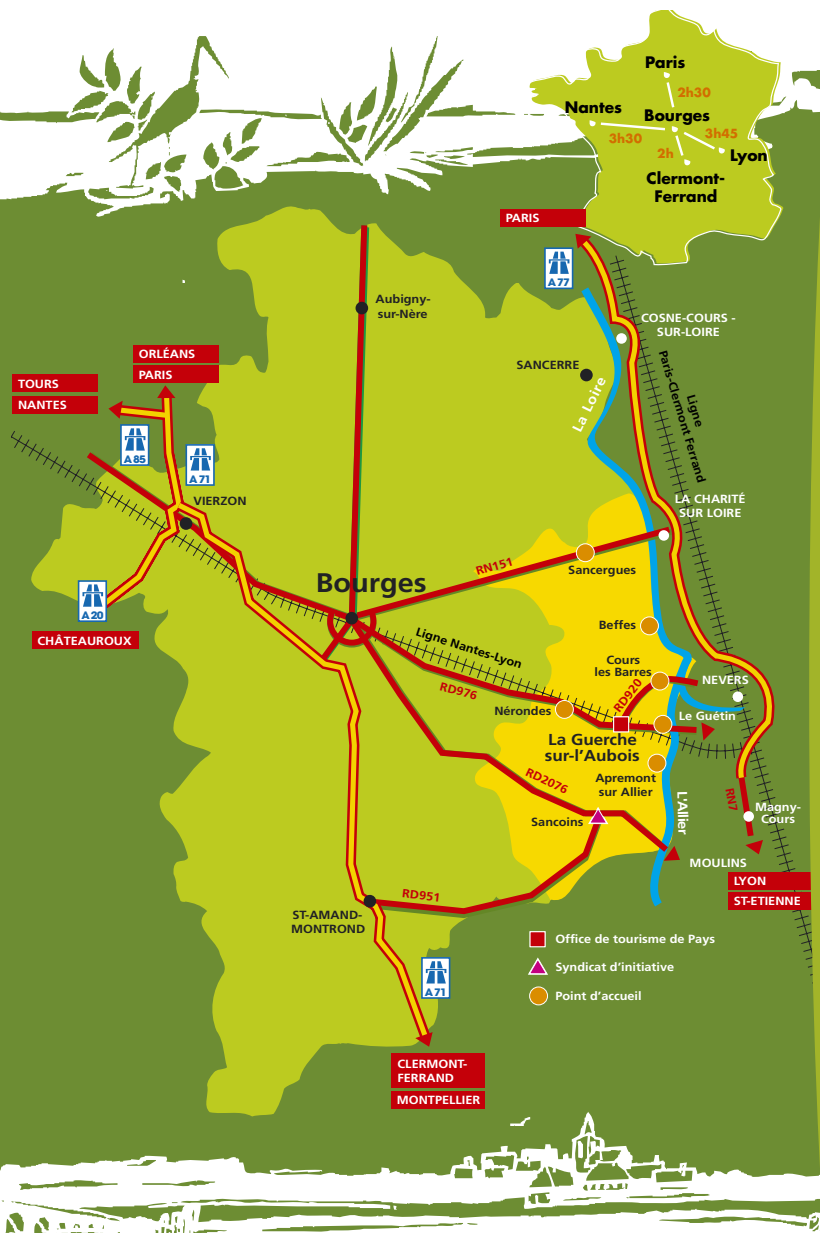 Paris
2h30
Nantes
Bourges
3h30
3h45
2h
Lyon
Clermont-
Ferrand
PARIS
A77
Aubigny-
sur-Nère
COSNE-COURS -
SUR-LOIRE
ORLÉANS
PARIS
TOURS
NANTES
SANCERRE
La Loire
Ligne
Paris-Clermont Ferrand
A85
A71
VIERZON
LA CHARITÉ
SUR LOIRE
RN151
Sancergues
Bourges
A20
CHÂTEAUROUX
Beffes
Ligne Nantes-Lyon
Cours
les Barres
RD976
RD920
NEVERS
Nérondes
Le Guétin
La Guerche
sur-l'Aubois
Apremont
sur Allier
RD2076
L'Allier
RN7
Magny-
Cours
Sancoins
MOULINS
LYON
ST-ETIENNE
RD951
ST-AMAND-
MONTROND
Office de tourisme de Pays
Syndicat d'initiative
Point d'accueil
A71
CLERMONT-
FERRAND
MONTPELLIER